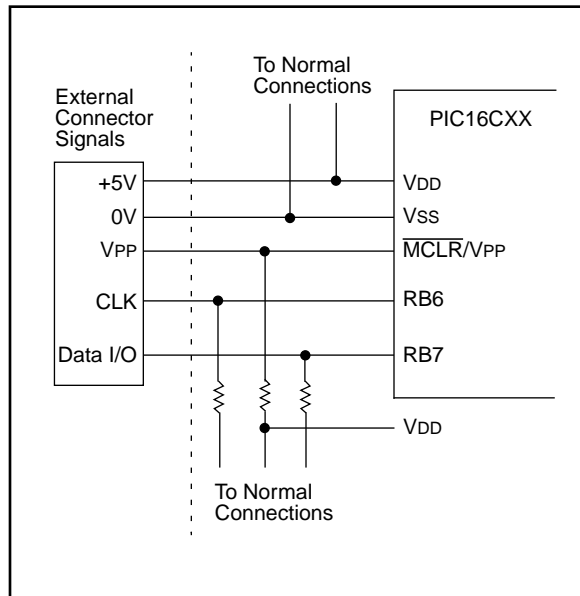 To Normal
Connections
External
Connector
Signals
PIC16CXX
+5V
0V
VPP
CLK
Data I/O
VDD
VSS
MCLR/VPP
RB6
RB7
VDD
To Normal
Connections